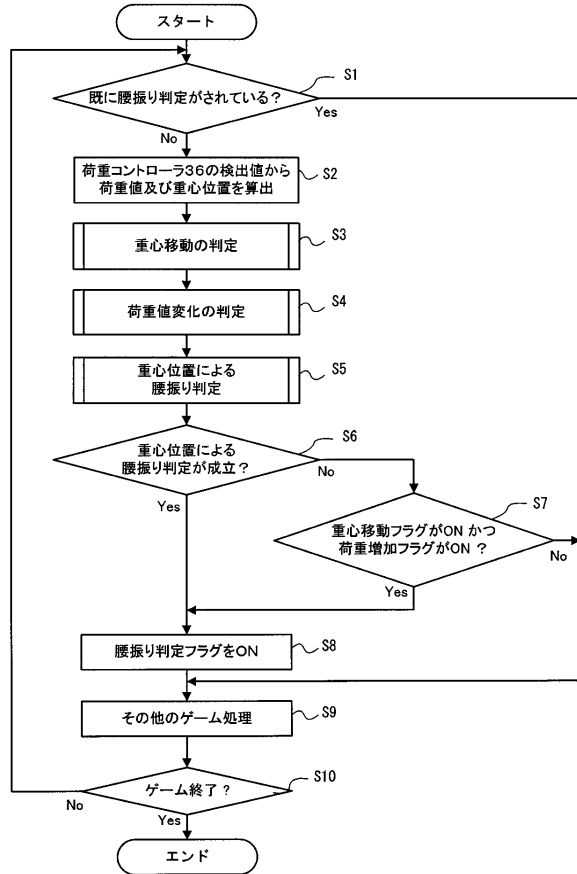 スタート
S1
既に腰振り判定がされている?
Yes
No
荷重コントローラ36の検出値から
荷重値及び重心位置を算出
S2
重心移動の判定
S3
荷重値変化の判定
S4
重心位置による
腰振り判定
S5
重心位置による
腰振り判定が成立?
S6
No
Yes
S7
重心移動フラグがON かつ
荷重増加フラグがON ?
No
Yes
腰振り判定フラグをON
S8
その他のゲーム処理
S9
ゲーム終了?
S10
No
Yes
エンド